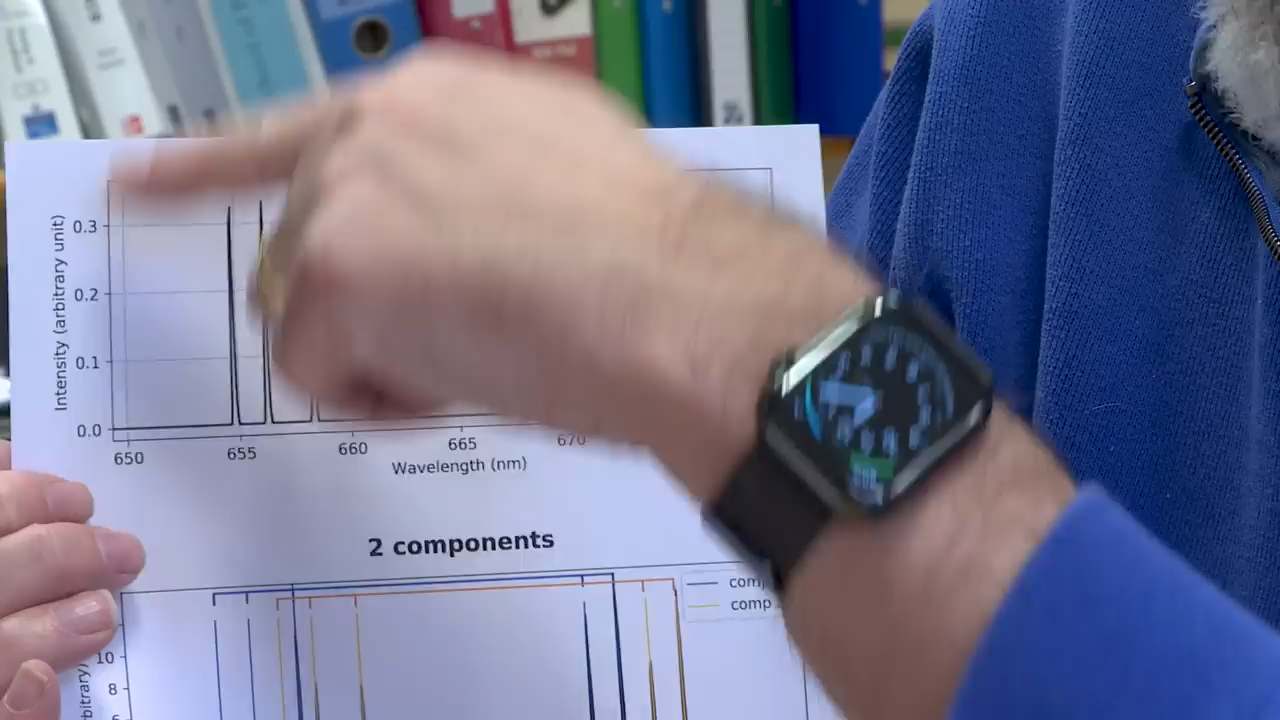 Intensity (arbitrary unit)
0.3
0.2
0.1
0.0
650
655
660
665
670
Wavelength (nm)
2 components
comp
comp
10
8